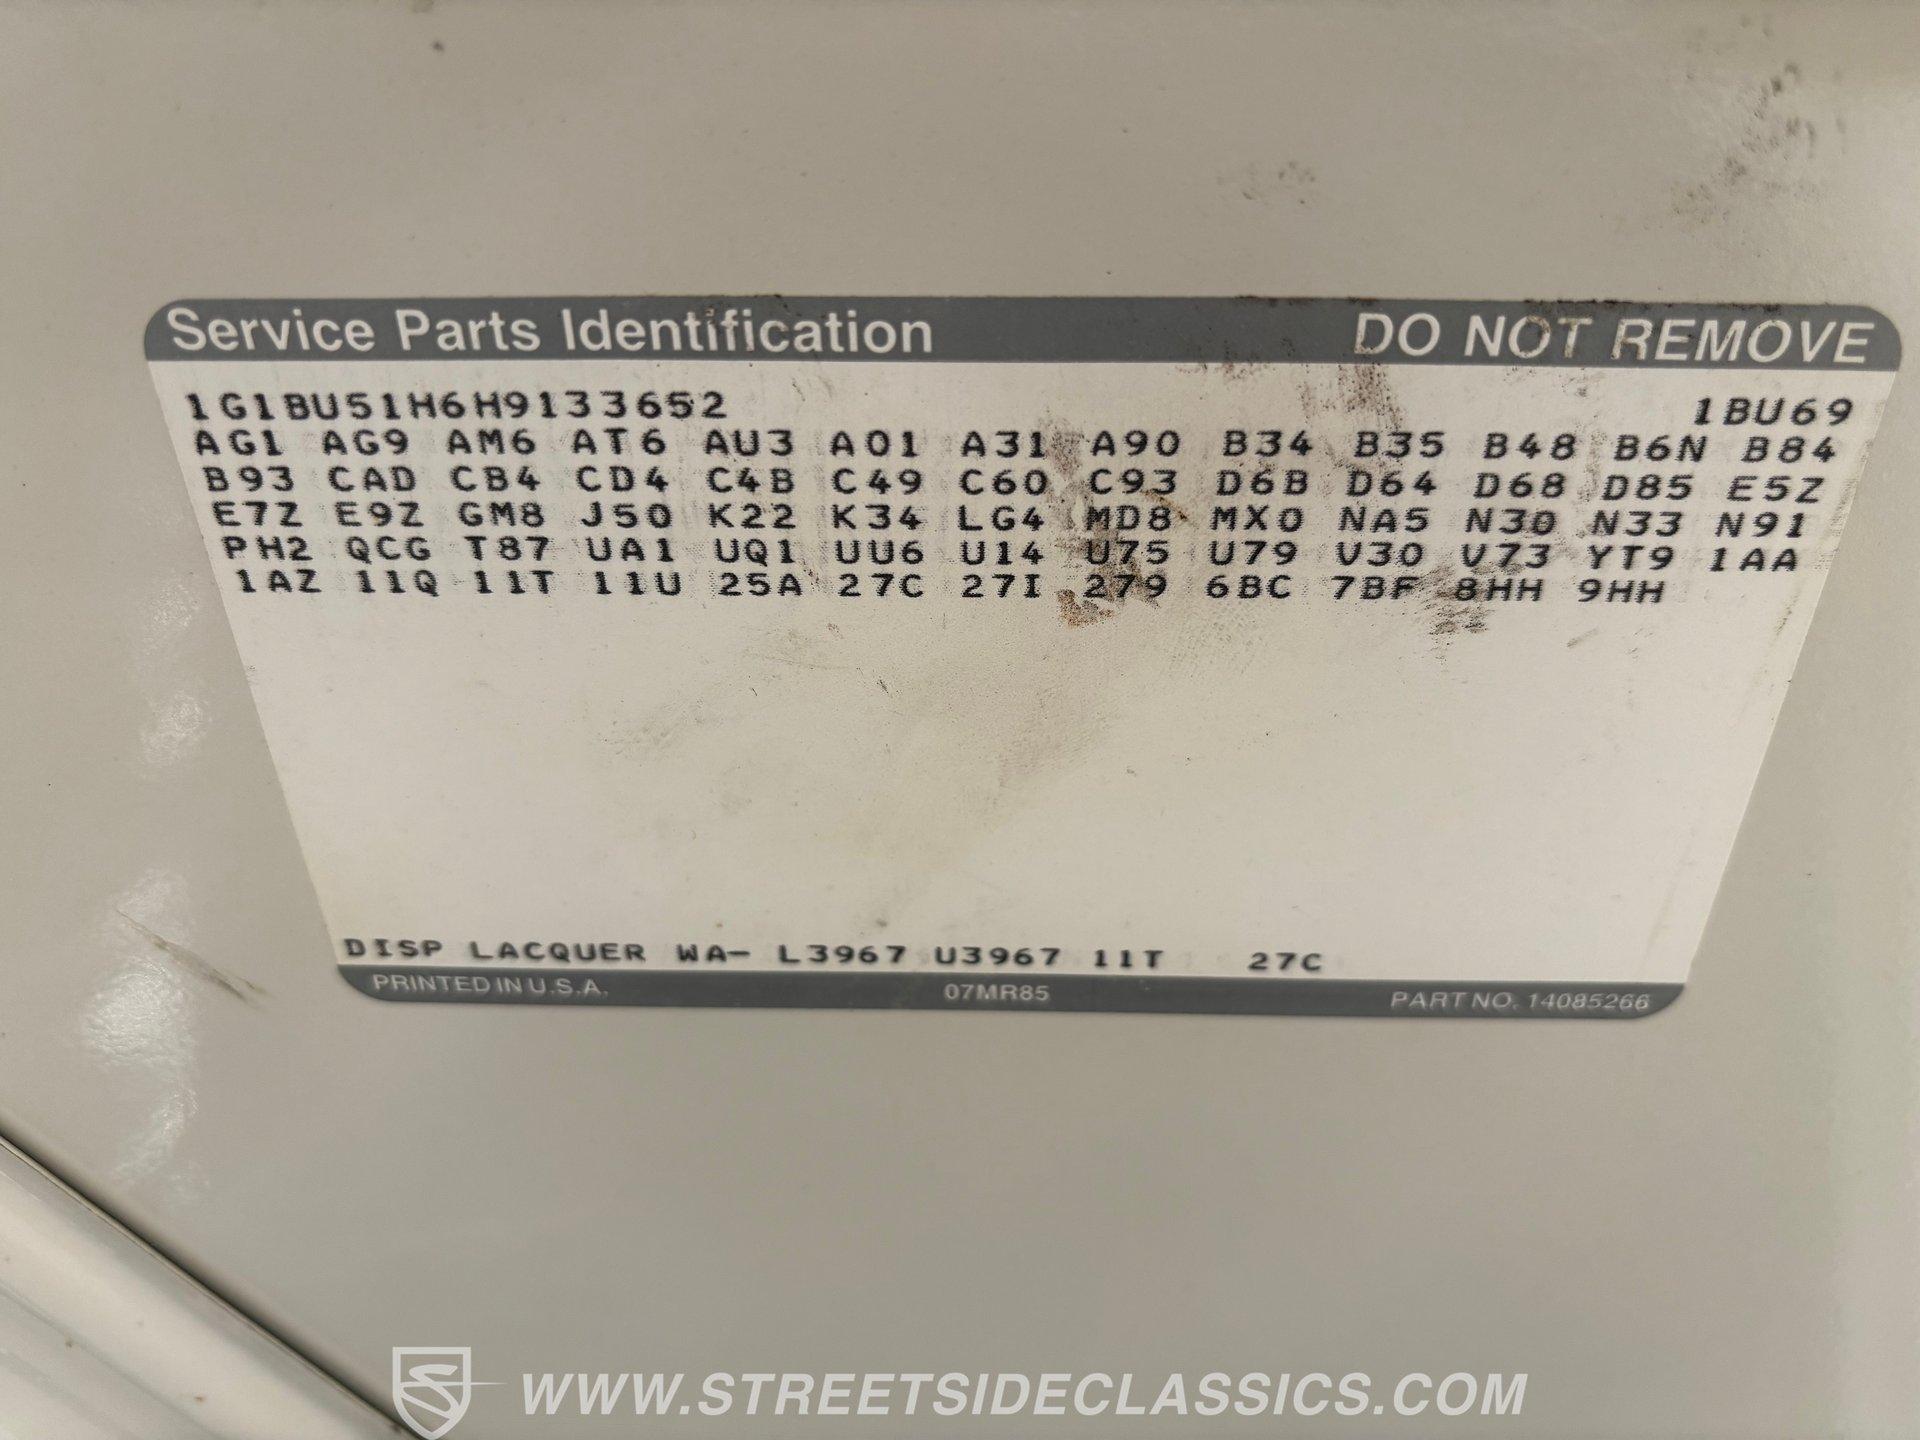 Service Parts Identification DO NOT REMOVE
1G1BU51H6H9133652 1BU69
AG1 AG9 AM6 AT6 AU3 A01 A31 A90 B34 B35 B48 B6N B84
B93 CAD CB4 CD4 C4B C49 C60 C93 D6B D64 D68 D85 E5Z
E7Z E9Z GM8 J50 K22 K34 LG4 MD8 MX0 NA5 N30 N33 N91
PH2 QCG T87 UA1 UQ1 UU6 U14 U75 U79 V30 V73 YT9 1AA
1AZ 11Q 11T 11U 25A 27C 27I 279 6BC 7BF 8HH 9HH
DISP LACQUER WA- L3967 U3967 11T 27C
PRINTED IN U.S.A. 07MR85 PART NO. 14085266
WWW.STREETSIDECLASSICS.COM